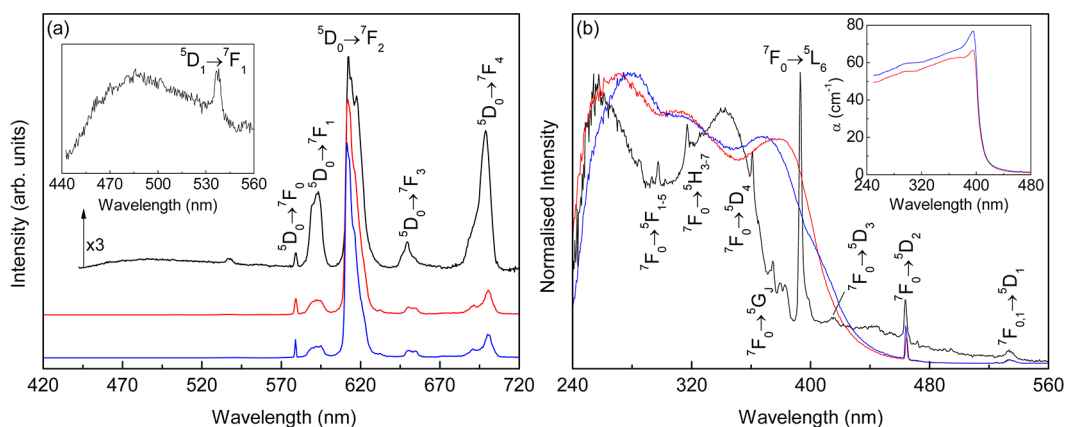 (a)
⁵D₁→⁷F₁
440 470 500 530 560
Wavelength (nm)
x3
⁵D₀→⁷F₀
⁵D₀→⁷F₁
⁵D₀→⁷F₂
⁵D₀→⁷F₃
⁵D₀→⁷F₄
Intensity (arb. units)
420 470 520 570 620 670 720
Wavelength (nm)
(b)
⁷F₀→⁵L₆
80
60
40
20
0
α (cm⁻¹)
240 320 400 480
Wavelength (nm)
⁷F₀→⁵F₁₋₅
⁷F₀→⁵H₃₋₇
⁷F₀→⁵D₄
⁷F₀→⁵G_J
⁷F₀→⁵D₃
⁷F₀→⁵D₂
⁷F₀,₁→⁵D₁
Normalised Intensity
240 320 400 480 560
Wavelength (nm)